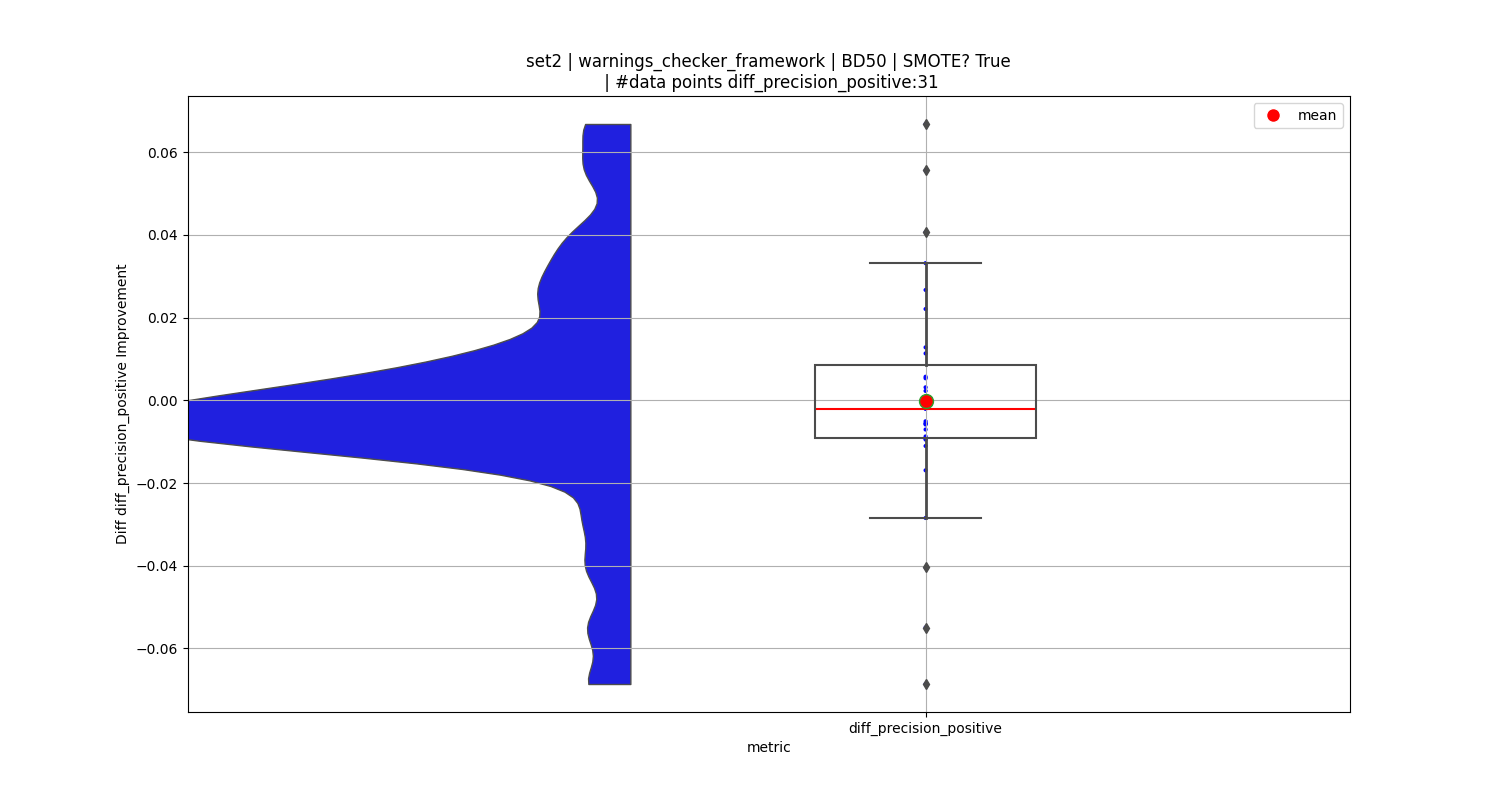 set2 | warnings_checker_framework | BD50 | SMOTE? True
| #data points diff_precision_positive:31
mean
0.06
0.04
0.02
0.00
−0.02
−0.04
−0.06
Diff diff_precision_positive Improvement
diff_precision_positive
metric